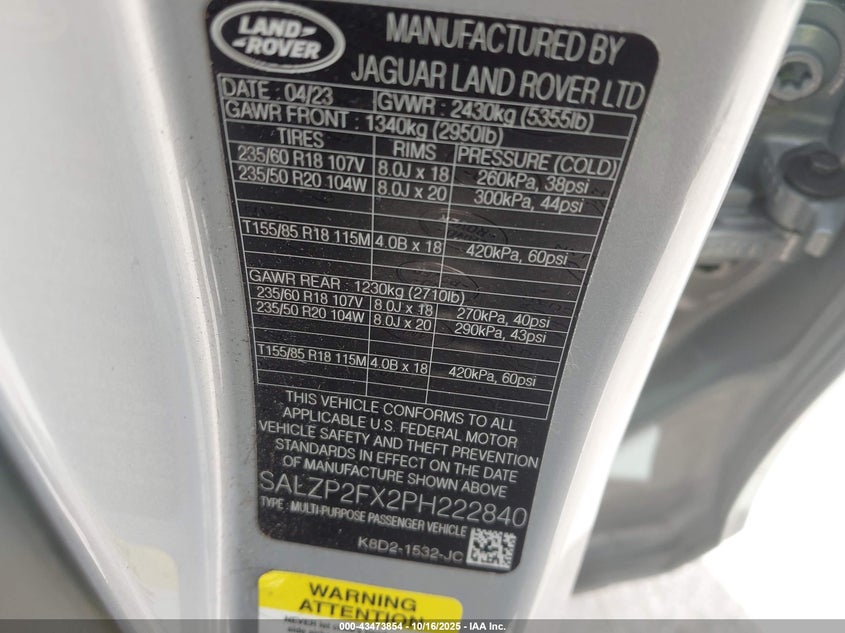 LAND-
ROVER
MANUFACTURED BY
JAGUAR LAND ROVER LTD
DATE : 04/23 GVWR : 2430kg (5355lb)
GAWR FRONT : 1340kg (2950lb)
TIRES RIMS PRESSURE (COLD)
235/60 R18 107V 8.0J x 18 260kPa, 38psi
235/50 R20 104W 8.0J x 20 300kPa, 44psi
T155/85 R18 115M 4.0B x 18 420kPa, 60psi
GAWR REAR : 1230kg (2710lb)
235/60 R18 107V 8.0J x 18 270kPa, 40psi
235/50 R20 104W 8.0J x 20 290kPa, 43psi
T155/85 R18 115M 4.0B x 18 420kPa, 60psi
THIS VEHICLE CONFORMS TO ALL
APPLICABLE U.S. FEDERAL MOTOR
VEHICLE SAFETY AND THEFT PREVENTION
STANDARDS IN EFFECT ON THE DATE
OF MANUFACTURE SHOWN ABOVE
SALZP2FX2PH222840
TYPE : MULTI-PURPOSE PASSENGER VEHICLE
K8D2-1532-JC
WARNING
ATTENTION
NEVER
000-43473854 - 10/16/2025 - IAA Inc.